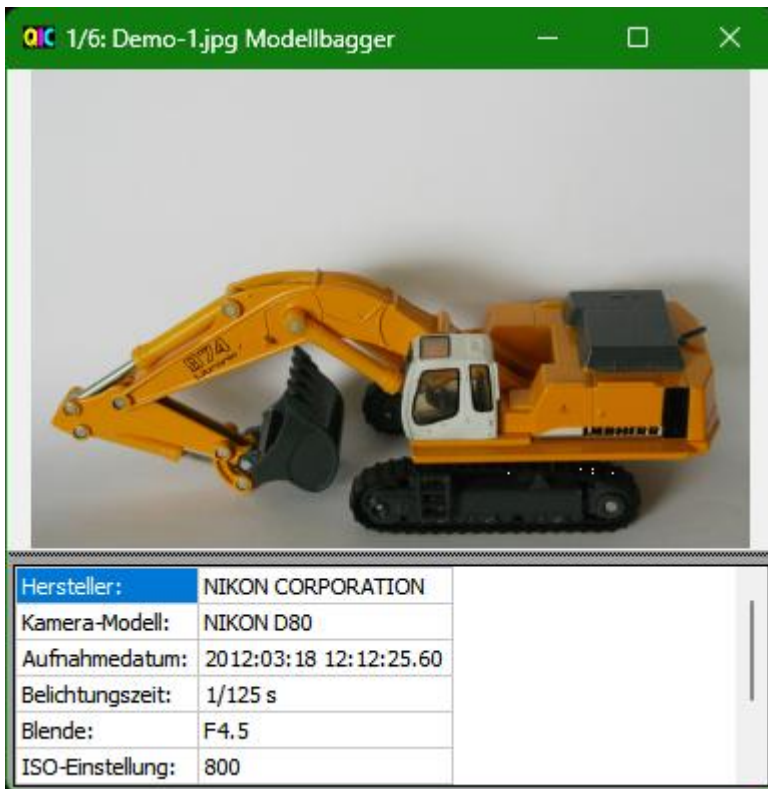 QIC 1/6: Demo-1.jpg Modellbagger
974
LIEBHERR
Hersteller: NIKON CORPORATION
Kamera-Modell: NIKON D80
Aufnahmedatum: 2012:03:18 12:12:25.60
Belichtungszeit: 1/125 s
Blende: F4.5
ISO-Einstellung: 800